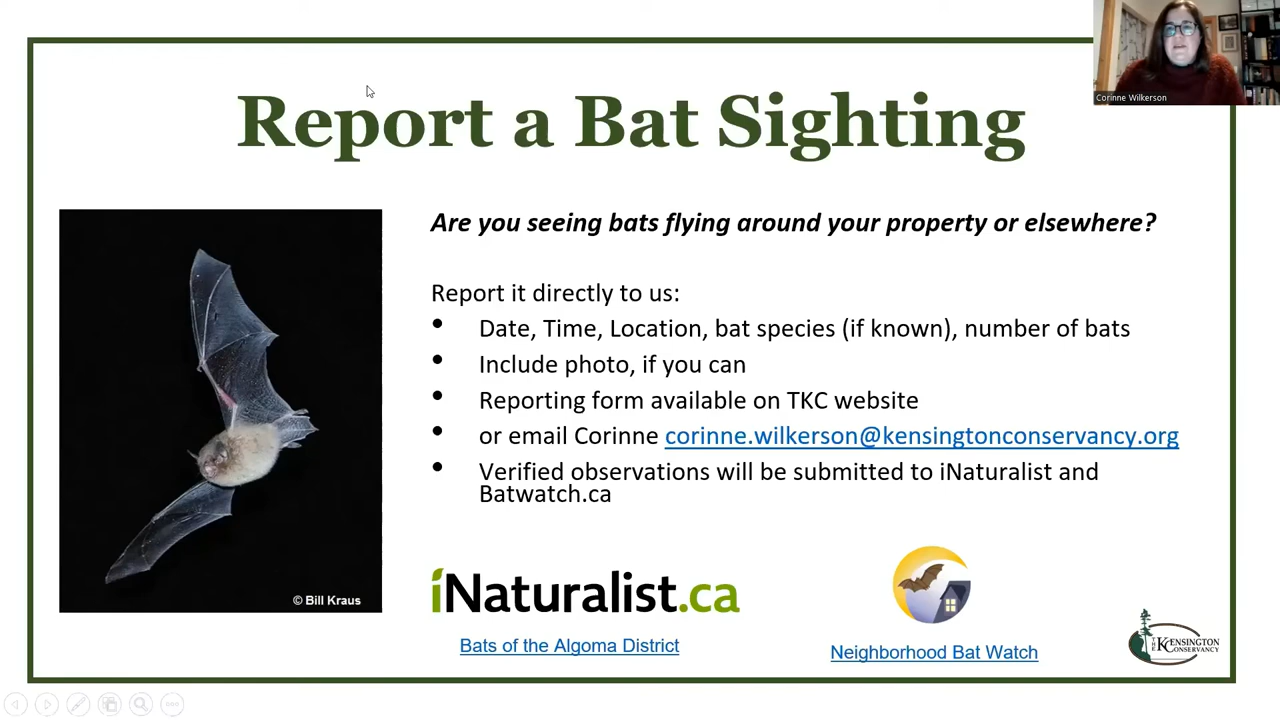 Corinne Wilkerson
Report a Bat Sighting
Are you seeing bats flying around your property or elsewhere?
Report it directly to us:
• Date, Time, Location, bat species (if known), number of bats
• Include photo, if you can
• Reporting form available on TKC website
• or email Corinne corinne.wilkerson@kensingtonconservancy.org
• Verified observations will be submitted to iNaturalist and
Batwatch.ca
© Bill Kraus
iNaturalist.ca
Bats of the Algoma District
Neighborhood Bat Watch
THE KENSINGTON
CONSERVANCY